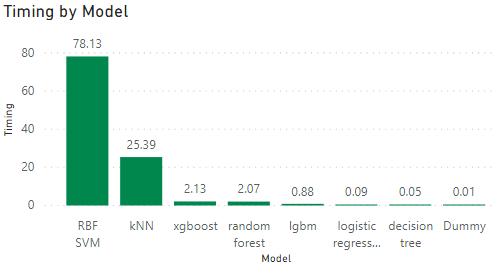 Timing by Model
78.13
80
60
Timing
40
25.39
20
2.13
2.07
0.88
0.09
0.05
0.01
0
RBF
SVM
kNN
xgboost
random
forest
lgbm
logistic
regress...
decision
tree
Dummy
Model